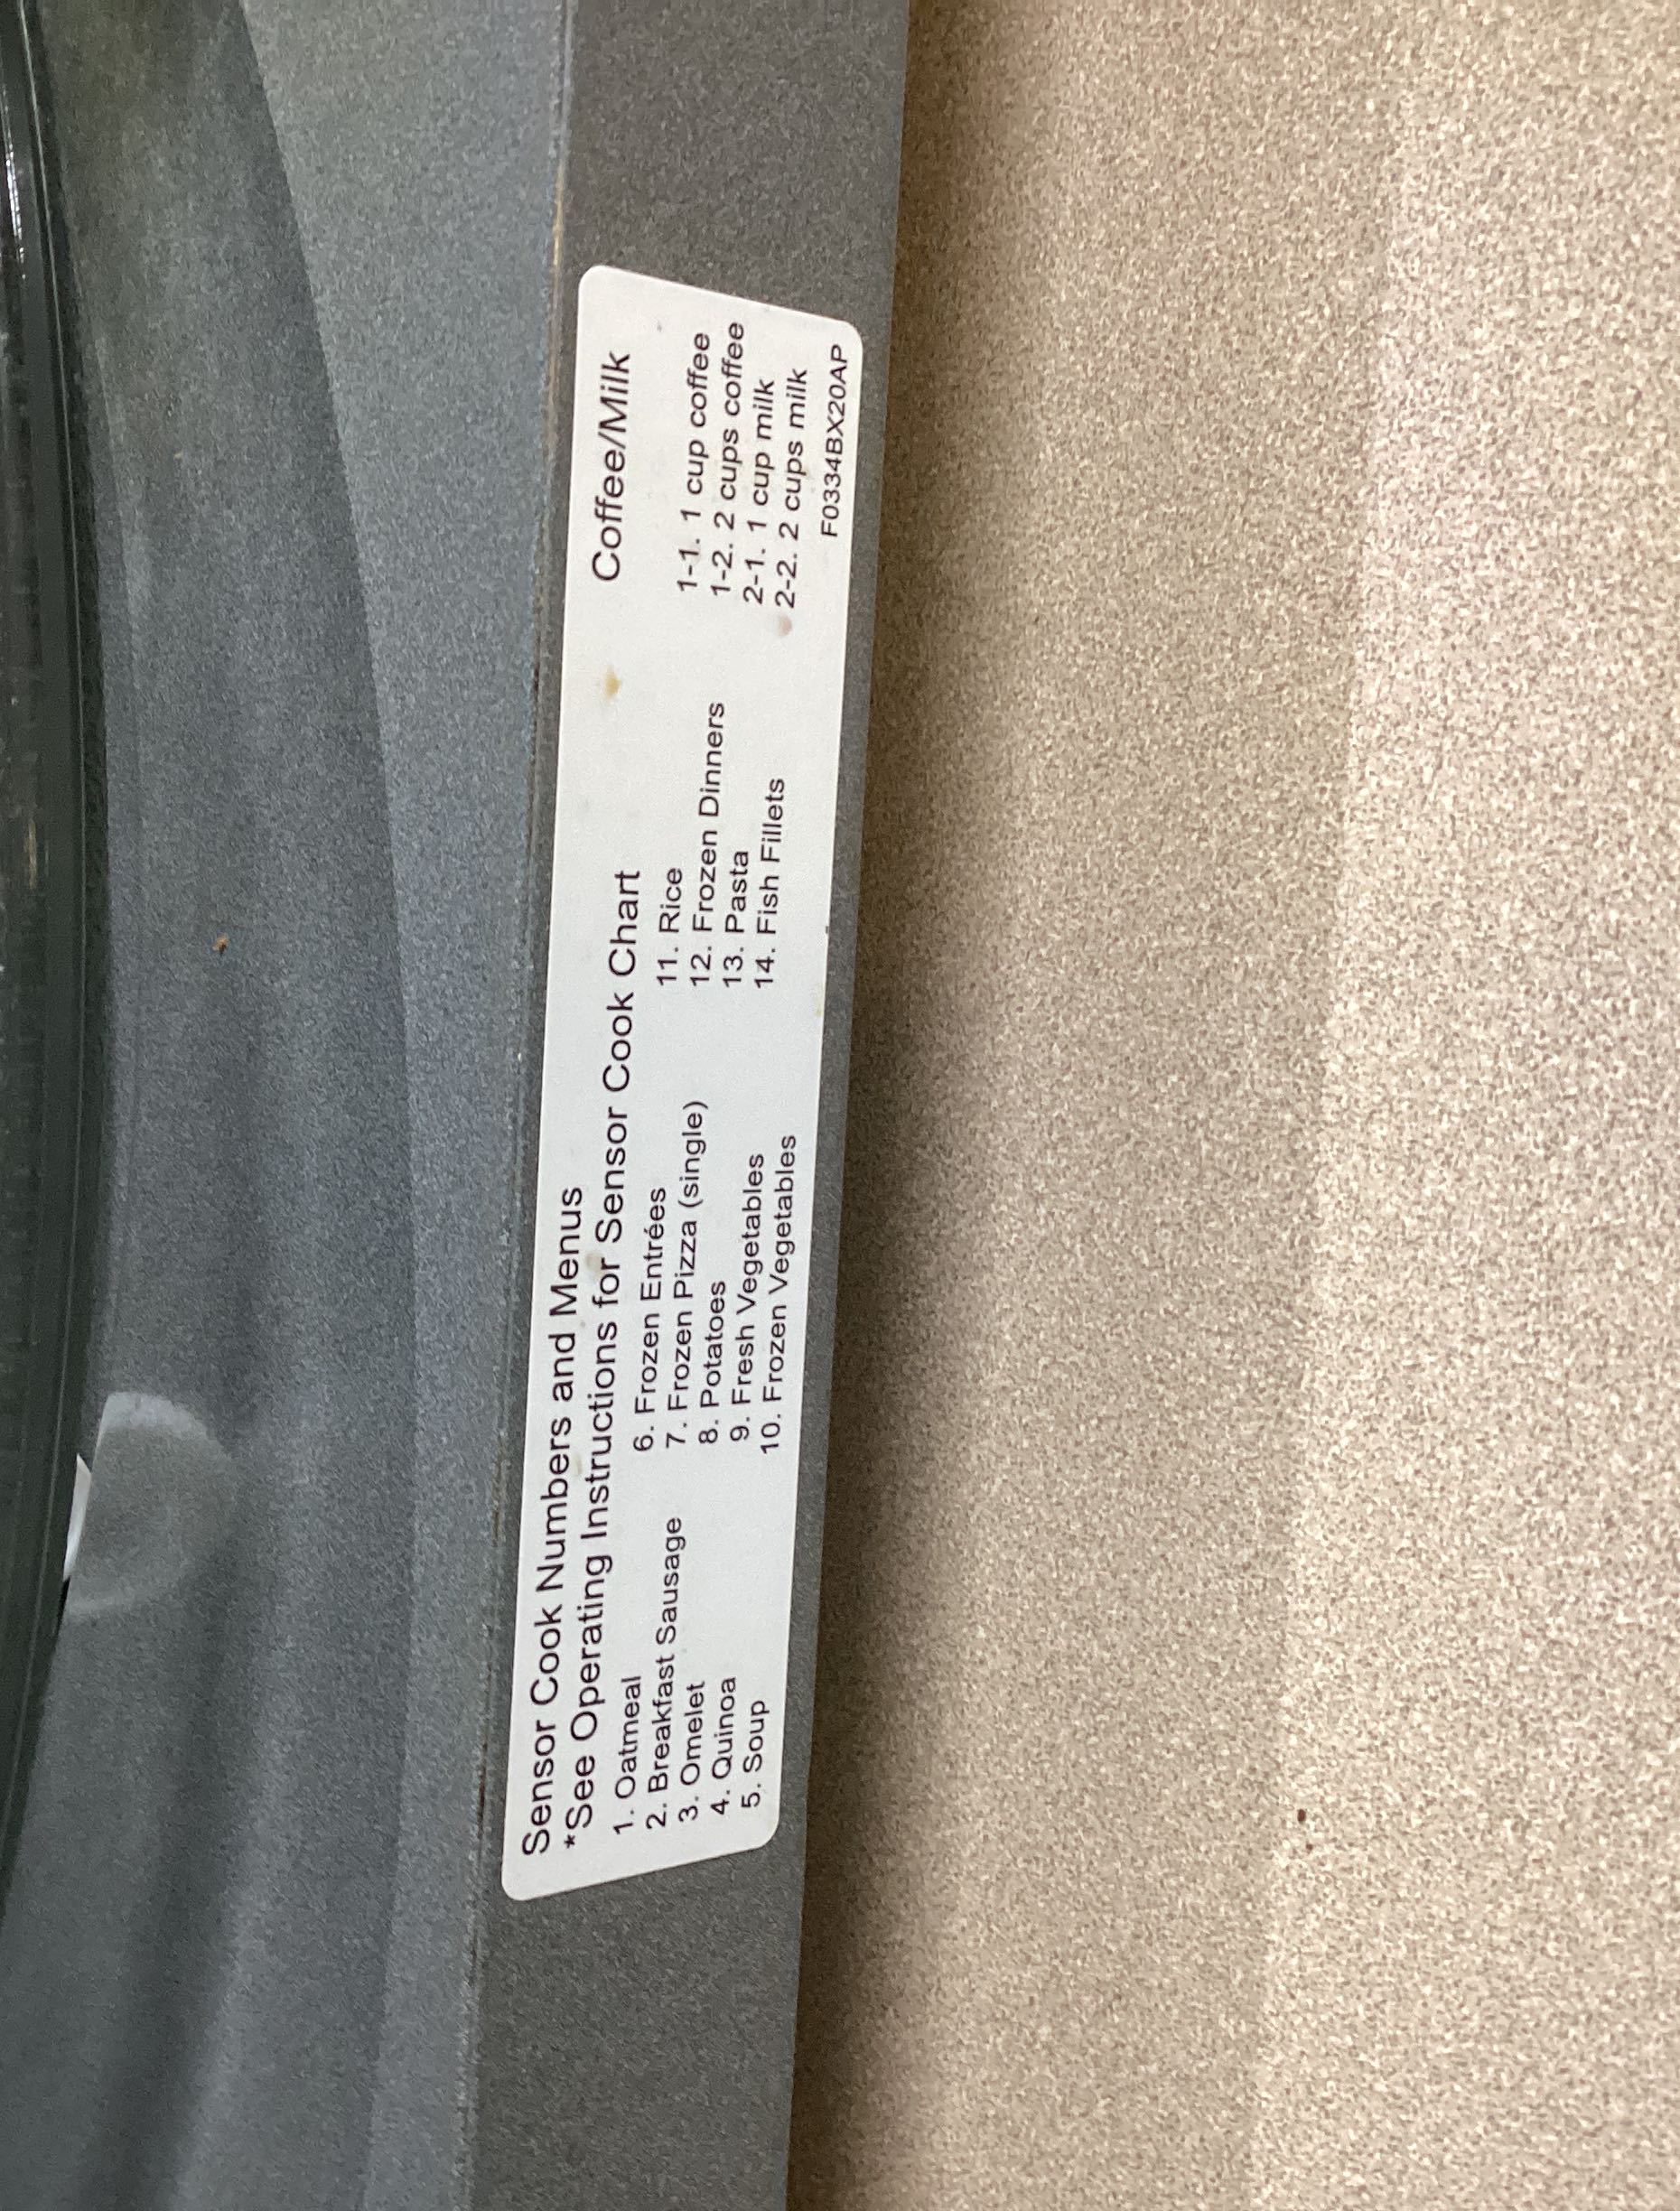 Sensor Cook Numbers and Menus
*See Operating Instructions for Sensor Cook Chart
1. Oatmeal
2. Breakfast Sausage
3. Omelet
4. Quinoa
5. Soup
6. Frozen Entrées
7. Frozen Pizza (single)
8. Potatoes
9. Fresh Vegetables
10. Frozen Vegetables
11. Rice
12. Frozen Dinners
13. Pasta
14. Fish Fillets
Coffee/Milk
1-1. 1 cup coffee
1-2. 2 cups coffee
2-1. 1 cup milk
2-2. 2 cups milk
F0334BX20AP